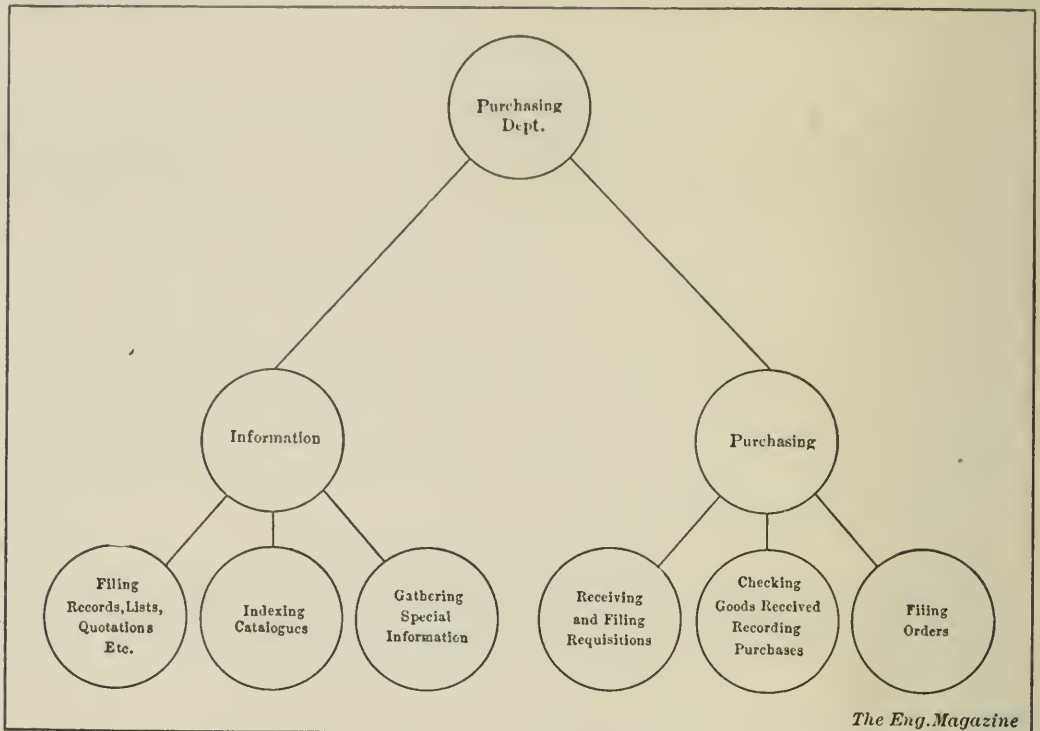 Purchasing
Dept.
Information
Purchasing
Filing
Records, Lists,
Quotations
Etc.
Indexing
Catalogues
Gathering
Special
Information
Receiving
and Filing
Requisitions
Checking
Goods Received
Recording
Purchases
Filing
Orders
The Eng. Magazine